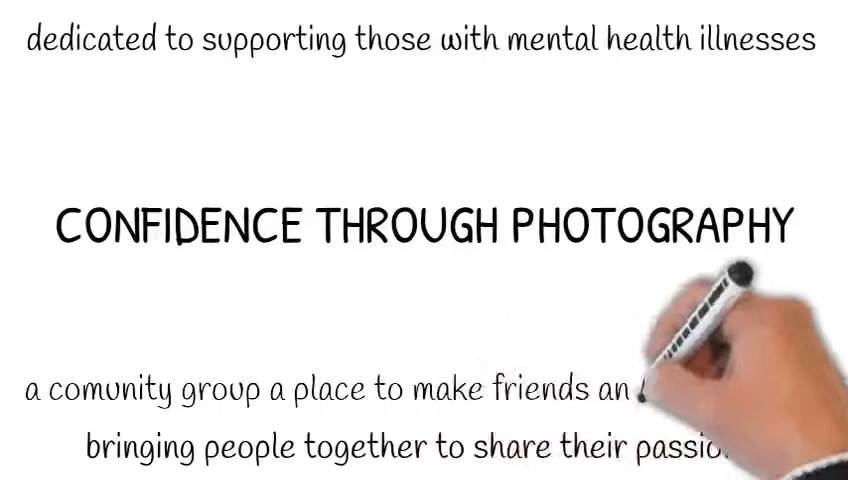 dedicated to supporting those with mental health illnesses
CONFIDENCE THROUGH PHOTOGRAPHY
a comunity group a place to make friends an
bringing people together to share their